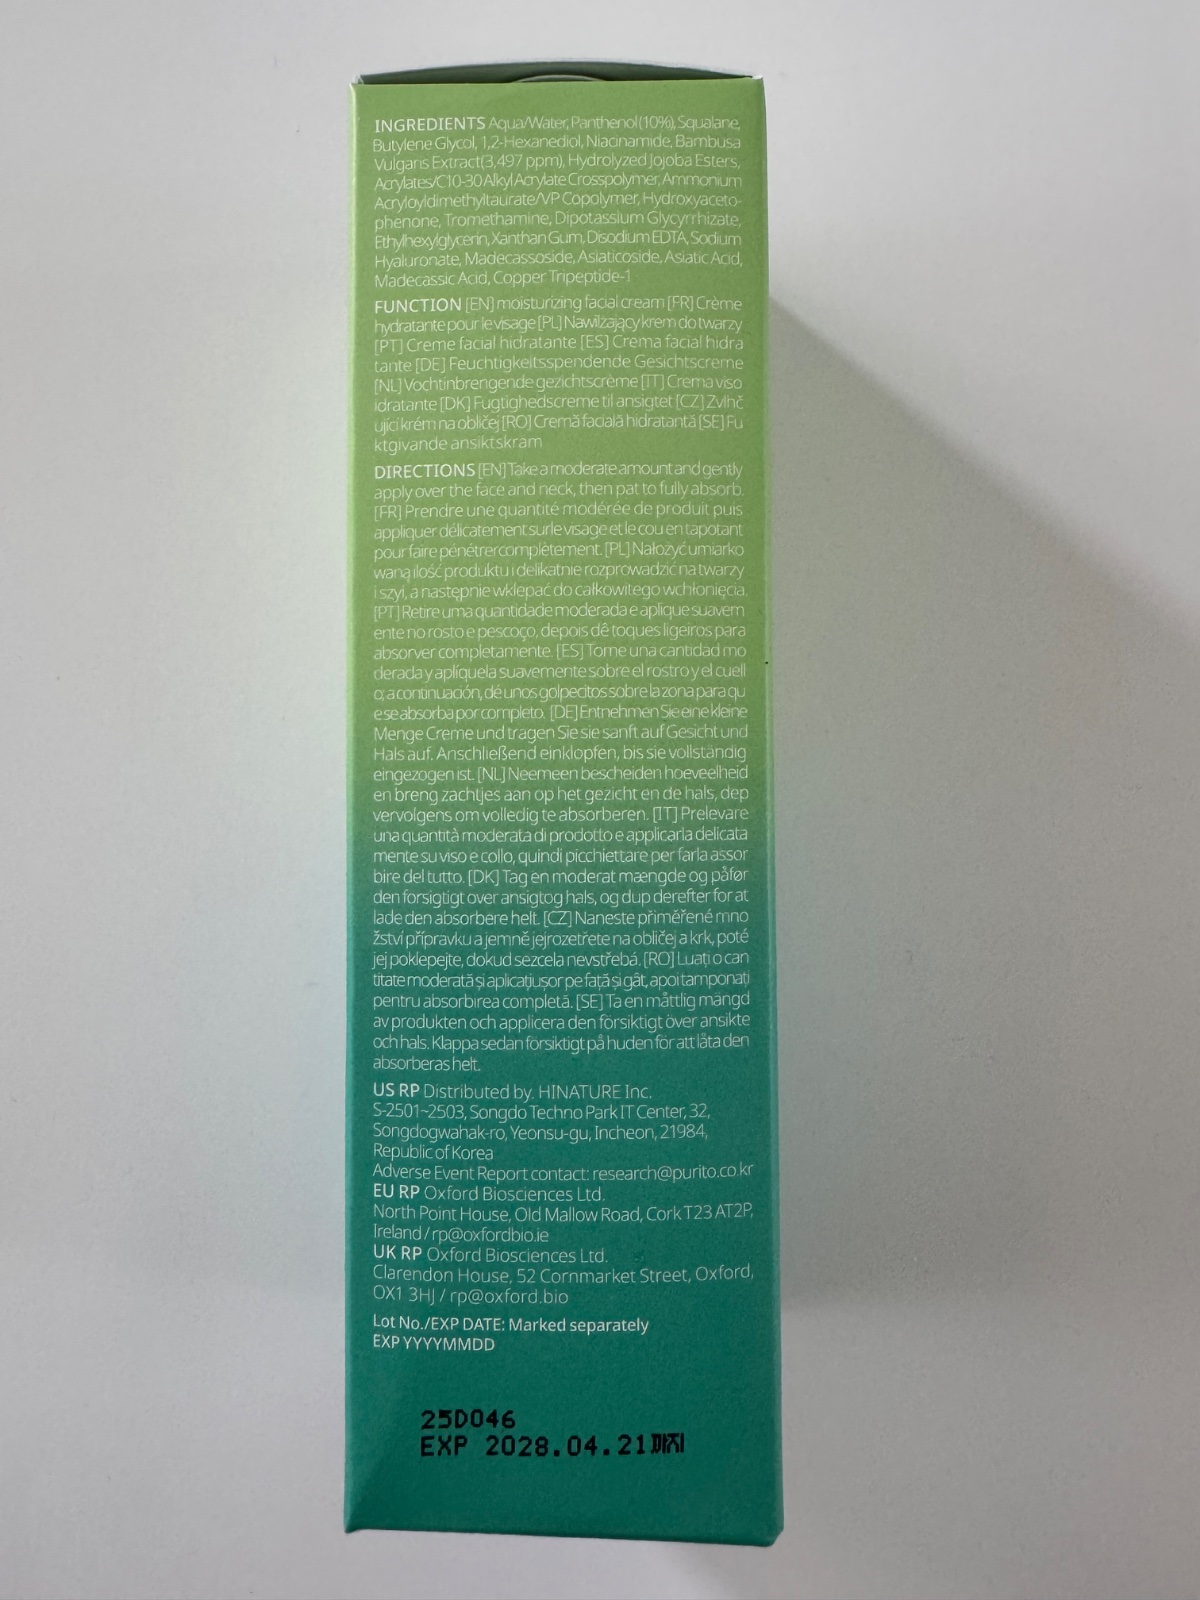 INGREDIENTS Aqua/Water, Panthenol(10%), Squalane,
Butylene Glycol, 1,2-Hexanediol, Niacinamide, Bambusa
Vulgaris Extract(3,497 ppm), Hydrolyzed Jojoba Esters,
Acrylates/C10-30 Alkyl Acrylate Crosspolymer, Ammonium
Acryloyldimethyltaurate/VP Copolymer, Hydroxyaceto-
phenone, Tromethamine, Dipotassium Glycyrrhizate,
Ethylhexylglycerin, Xanthan Gum, Disodium EDTA, Sodium
Hyaluronate, Madecassoside, Asiaticoside, Asiatic Acid,
Madecassic Acid, Copper Tripeptide-1
FUNCTION [EN] moisturizing facial cream [FR] Crème
hydratante pour le visage [PL] Nawilżający krem do twarzy
[PT] Creme facial hidratante [ES] Crema facial hidra
tante [DE] Feuchtigkeitsspendende Gesichtscreme
[NL] Vochtinbrengende gezichtscrème [IT] Crema viso
idratante [DK] Fugtighedscreme til ansigtet [CZ] Zvlhč
ující krém na obličej [RO] Cremă facială hidratantă [SE] Fu
ktgivande ansiktskräm
DIRECTIONS [EN] Take a moderate amount and gently
apply over the face and neck, then pat to fully absorb.
[FR] Prendre une quantité modérée de produit puis
appliquer délicatement sur le visage et le cou en tapotant
pour faire pénétrer complètement. [PL] Nałożyć umiarko
waną ilość produktu i delikatnie rozprowadzić na twarzy
i szyi, a następnie wklepać do całkowitego wchłonięcia.
[PT] Retire uma quantidade moderada e aplique suavem
ente no rosto e pescoço, depois dê toques ligeiros para
absorver completamente. [ES] Tome una cantidad mo
derada y aplíquela suavemente sobre el rostro y el cuell
o; a continuación, dé unos golpecitos sobre la zona para qu
e se absorba por completo. [DE] Entnehmen Sie eine kleine
Menge Creme und tragen Sie sie sanft auf Gesicht und
Hals auf. Anschließend einklopfen, bis sie vollständig
eingezogen ist. [NL] Neem een bescheiden hoeveelheid
en breng zachtjes aan op het gezicht en de hals, dep
vervolgens om volledig te absorberen. [IT] Prelevare
una quantità moderata di prodotto e applicarla delicata
mente su viso e collo, quindi picchiettare per farla assor
bire del tutto. [DK] Tag en moderat mængde og påfør
den forsigtigt over ansigt og hals, og dup derefter for at
lade den absorbere helt. [CZ] Naneste přiměřené mno
žství přípravku a jemně jej rozetřete na obličej a krk, poté
jej poklepejte, dokud se zcela nevstřebá. [RO] Luați o can
titate moderată și aplicați ușor pe față și gât, apoi tamponați
pentru absorbirea completă. [SE] Ta en måttlig mängd
av produkten och applicera den försiktigt över ansikte
och hals. Klappa sedan försiktigt på huden för att låta den
absorberas helt.
US RP Distributed by. HINATURE Inc.
S-2501~2503, Songdo Techno Park IT Center, 32,
Songdogwahak-ro, Yeonsu-gu, Incheon, 21984,
Republic of Korea
Adverse Event Report contact: research@purito.co.kr
EU RP Oxford Biosciences Ltd.
North Point House, Old Mallow Road, Cork T23 AT2P,
Ireland / rp@oxfordbio.ie
UK RP Oxford Biosciences Ltd.
Clarendon House, 52 Cornmarket Street, Oxford,
OX1 3HJ / rp@oxford.bio
Lot No./EXP DATE: Marked separately
EXP YYYYMMDD
25D046
EXP 2028.04.21까지